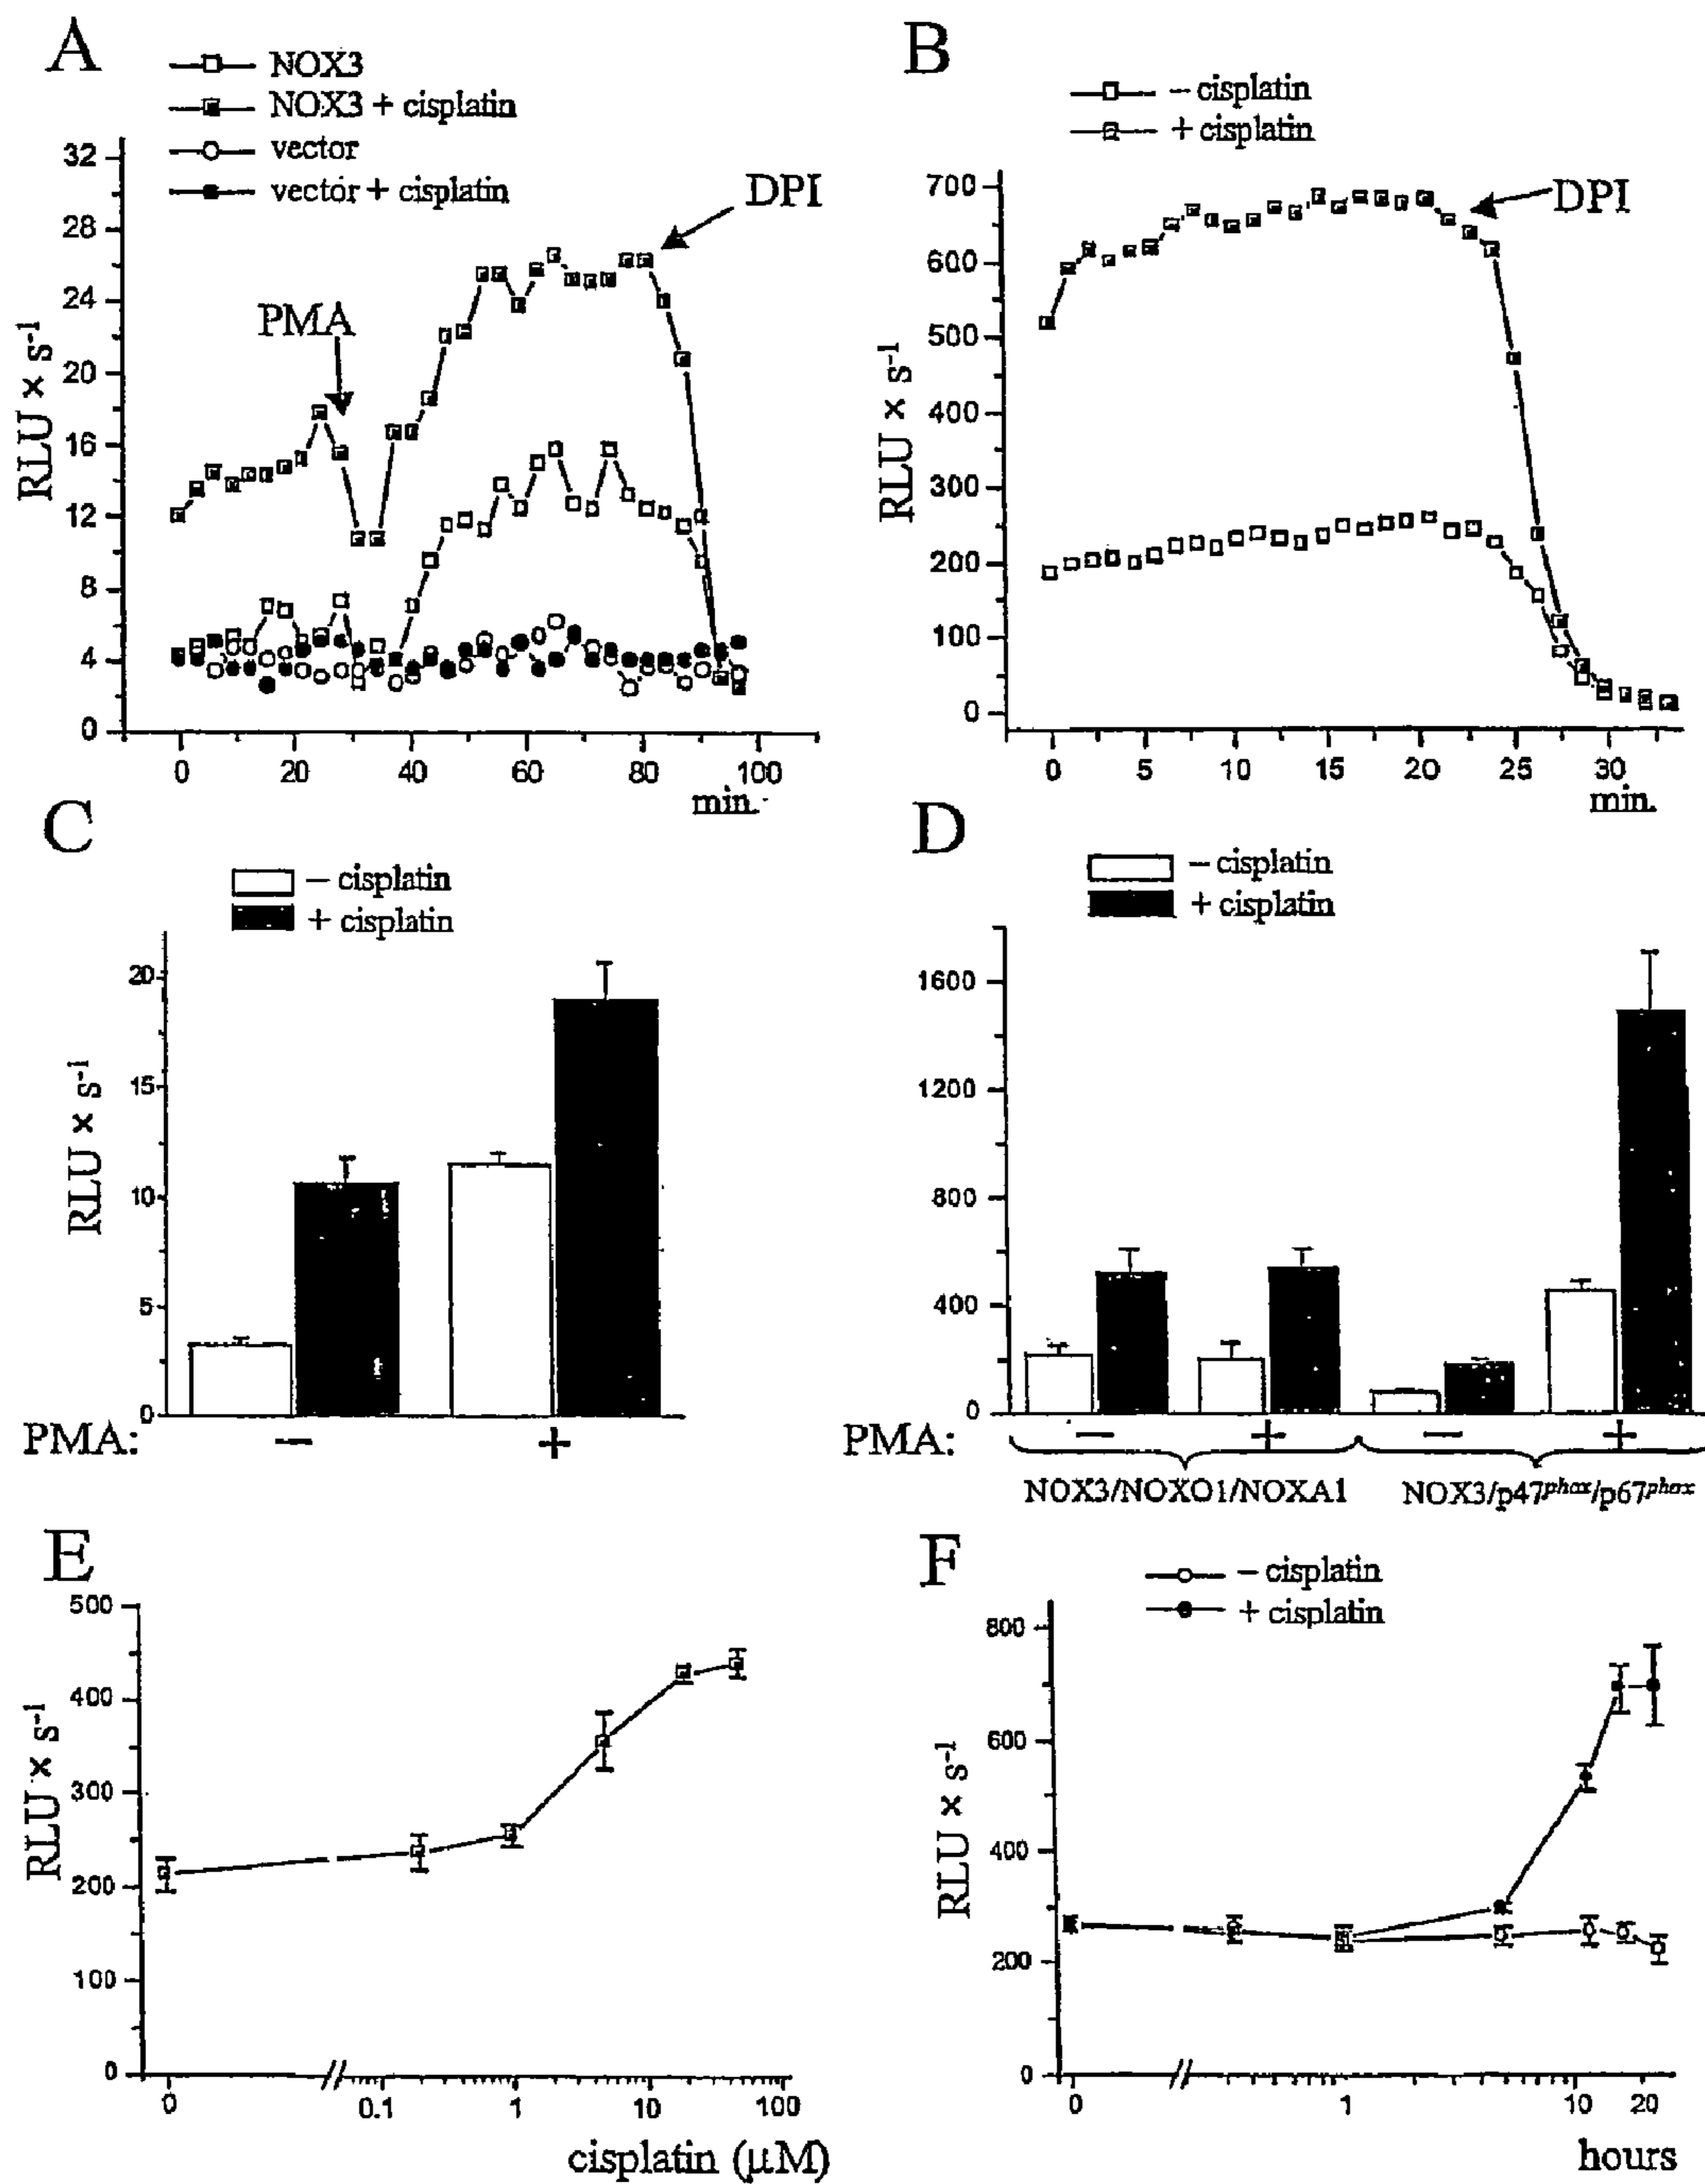 A
NOX3
NOX3 + cisplatin
vector
vector + cisplatin
DPI
PMA
RLU × s⁻¹
32
28
24
20
16
12
8
4
0
0 20 40 60 80 100
min.
B
– cisplatin
+ cisplatin
DPI
RLU × s⁻¹
700
600
500
400
300
200
100
0
0 5 10 15 20 25 30
min.
C
– cisplatin
+ cisplatin
RLU × s⁻¹
20
15
10
5
0
PMA: – +
D
– cisplatin
+ cisplatin
1600
1200
800
400
0
PMA: – + – +
NOX3/NOXO1/NOXA1 NOX3/p47phox/p67phox
E
RLU × s⁻¹
500
400
300
200
100
0
0 0.1 1 10 100
cisplatin (μM)
F
– cisplatin
+ cisplatin
RLU × s⁻¹
800
600
400
200
0
0 1 10 20
hours